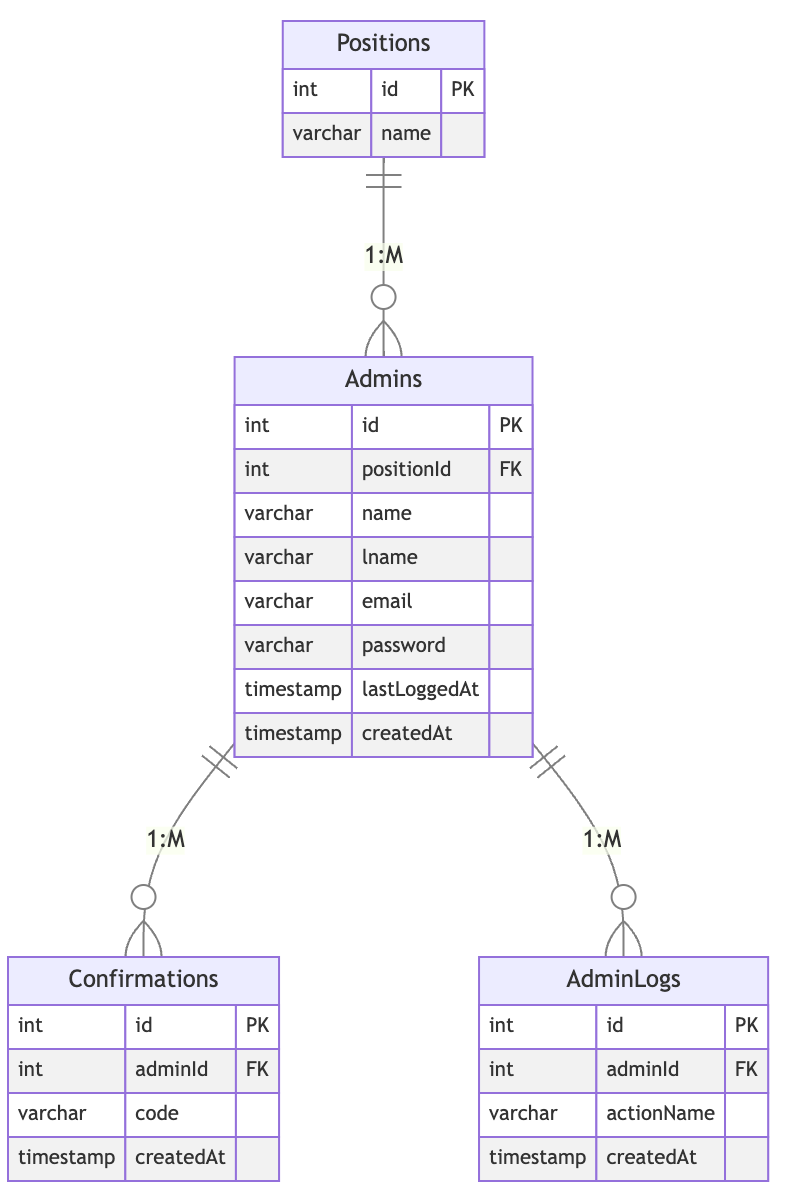 Positions
int id PK
varchar name
1:M
Admins
int id PK
int positionId FK
varchar name
varchar lname
varchar email
varchar password
timestamp lastLoggedAt
timestamp createdAt
1:M 1:M
Confirmations
int id PK
int adminId FK
varchar code
timestamp createdAt
AdminLogs
int id PK
int adminId FK
varchar actionName
timestamp createdAt